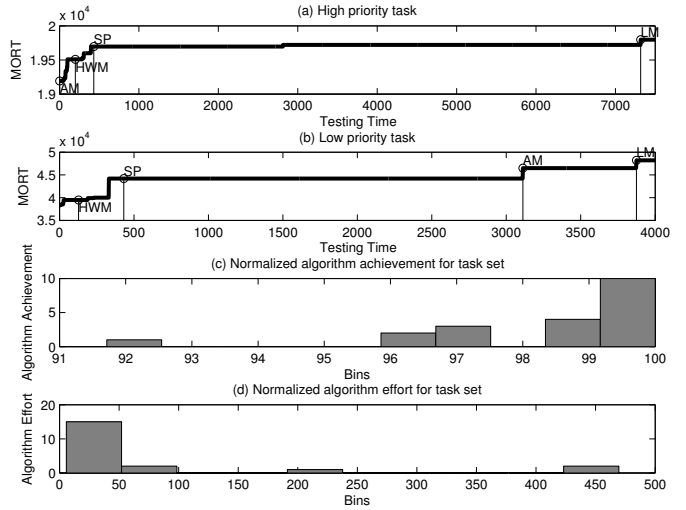 (a) High priority task
x 10^4
2
1.95
1.9
MORT
AM
HWM
SP
LM
0 1000 2000 3000 4000 5000 6000 7000
Testing Time
(b) Low priority task
x 10^4
5
4.5
4
3.5
MORT
HWM
SP
AM
LM
0 500 1000 1500 2000 2500 3000 3500 4000
Testing Time
(c) Normalized algorithm achievement for task set
10
5
0
Algorithm Achievement
91 92 93 94 95 96 97 98 99 100
Bins
(d) Normalized algorithm effort for task set
20
10
0
Algorithm Effort
0 50 100 150 200 250 300 350 400 450 500
Bins